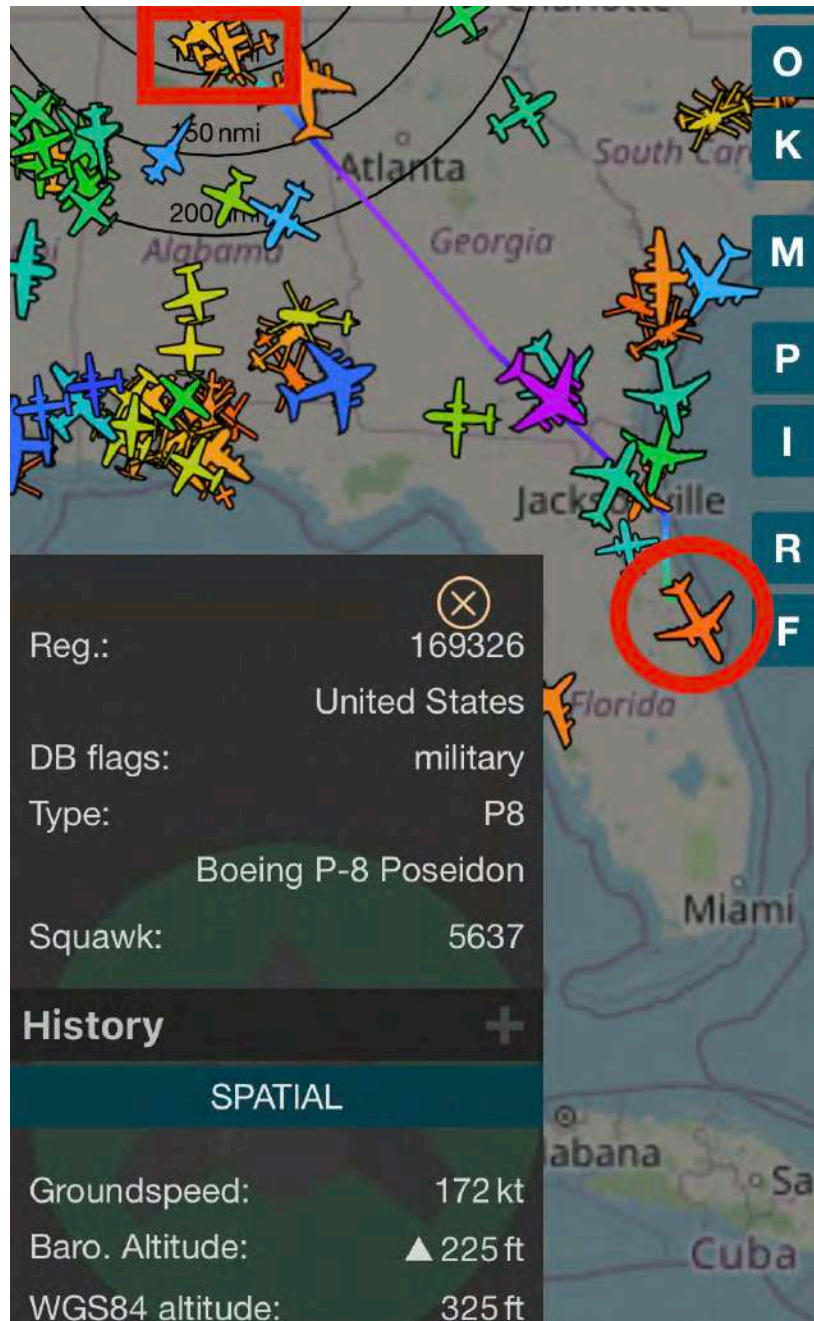 Charlotte
O
150 nmi
K
Atlanta
South Car
200 nmi
M
Alabama
Georgia
P
I
Jacksonville
R
F
Reg.: 169326
United States
Florida
DB flags: military
Type: P8
Boeing P-8 Poseidon
Miami
Squawk: 5637
History +
SPATIAL
abana
Sa
Groundspeed: 172 kt
Baro. Altitude: ▲ 225 ft
Cuba
WGS84 altitude: 325 ft